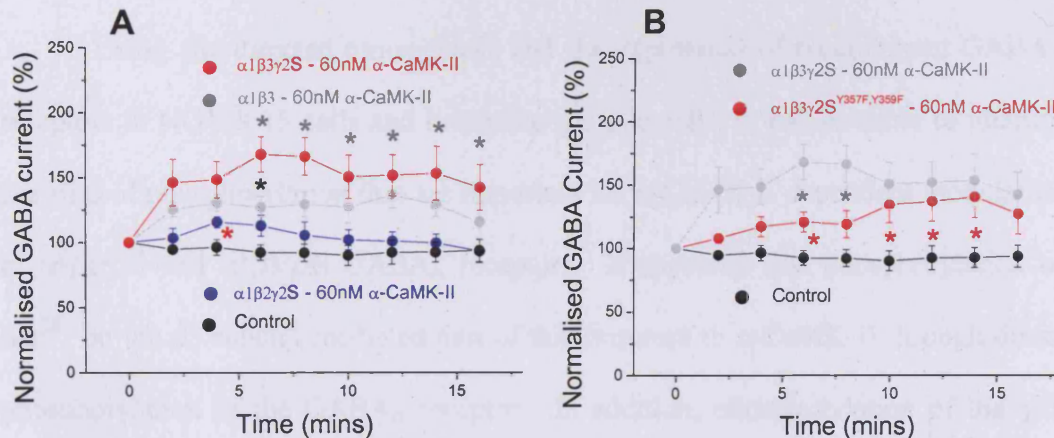 A
Normalised GABA current (%)
250
200
150
100
50
0
α1β3γ2S - 60nM α-CaMK-II
α1β3 - 60nM α-CaMK-II
* * * * * *
*
*
α1β2γ2S - 60nM α-CaMK-II
Control
0 5 10 15
Time (mins)
B
Normalised GABA Current (%)
250
200
150
100
50
0
α1β3γ2S - 60nM α-CaMK-II
α1β3γ2S Y357F,Y359F - 60nM α-CaMK-II
* *
* * * *
Control
0 5 10 15
Time (mins)